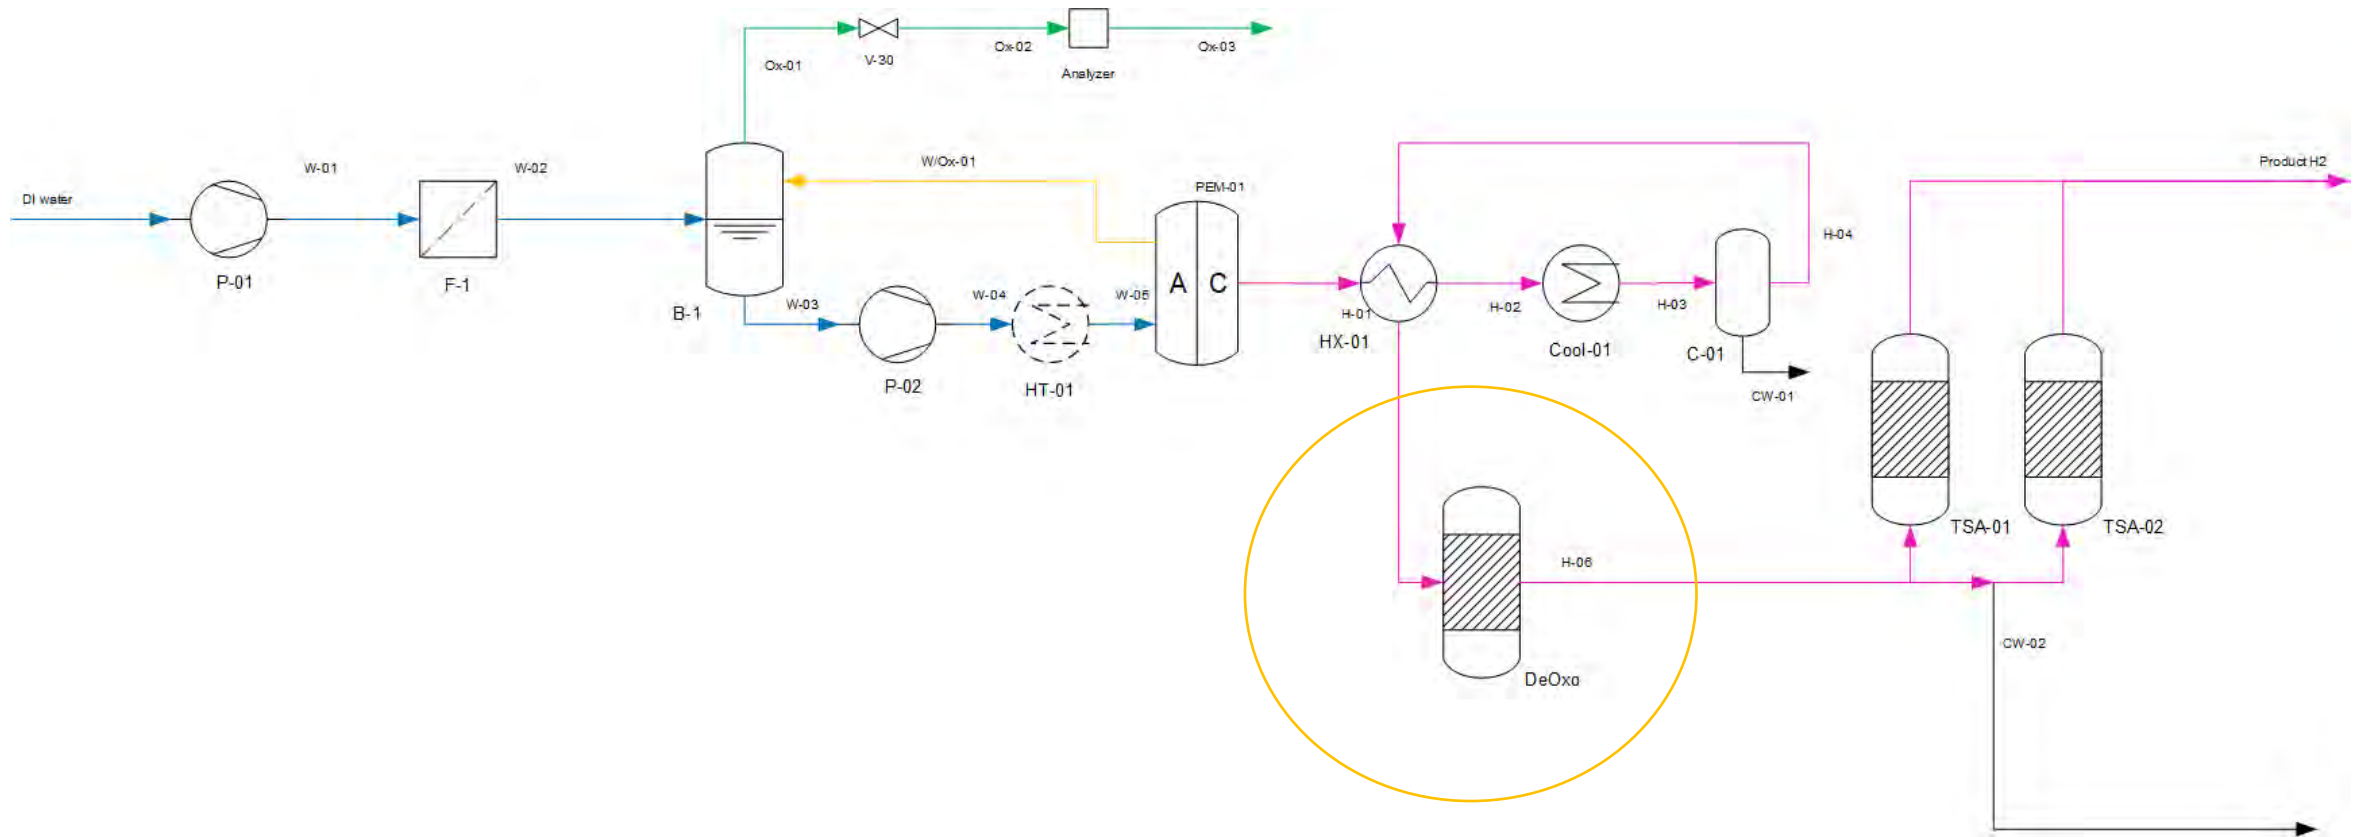 Ox-01
V-30
Ox-02
Analyzer
Ox-03
DI water
W-01
P-01
W-02
F-1
B-1
W/Ox-01
W-03
P-02
W-04
HT-01
W-05
PEM-01
A C
H-01
HX-01
H-02
Cool-01
H-03
C-01
H-04
CW-01
Product H2
TSA-01
TSA-02
H-06
DeOxo
CW-02